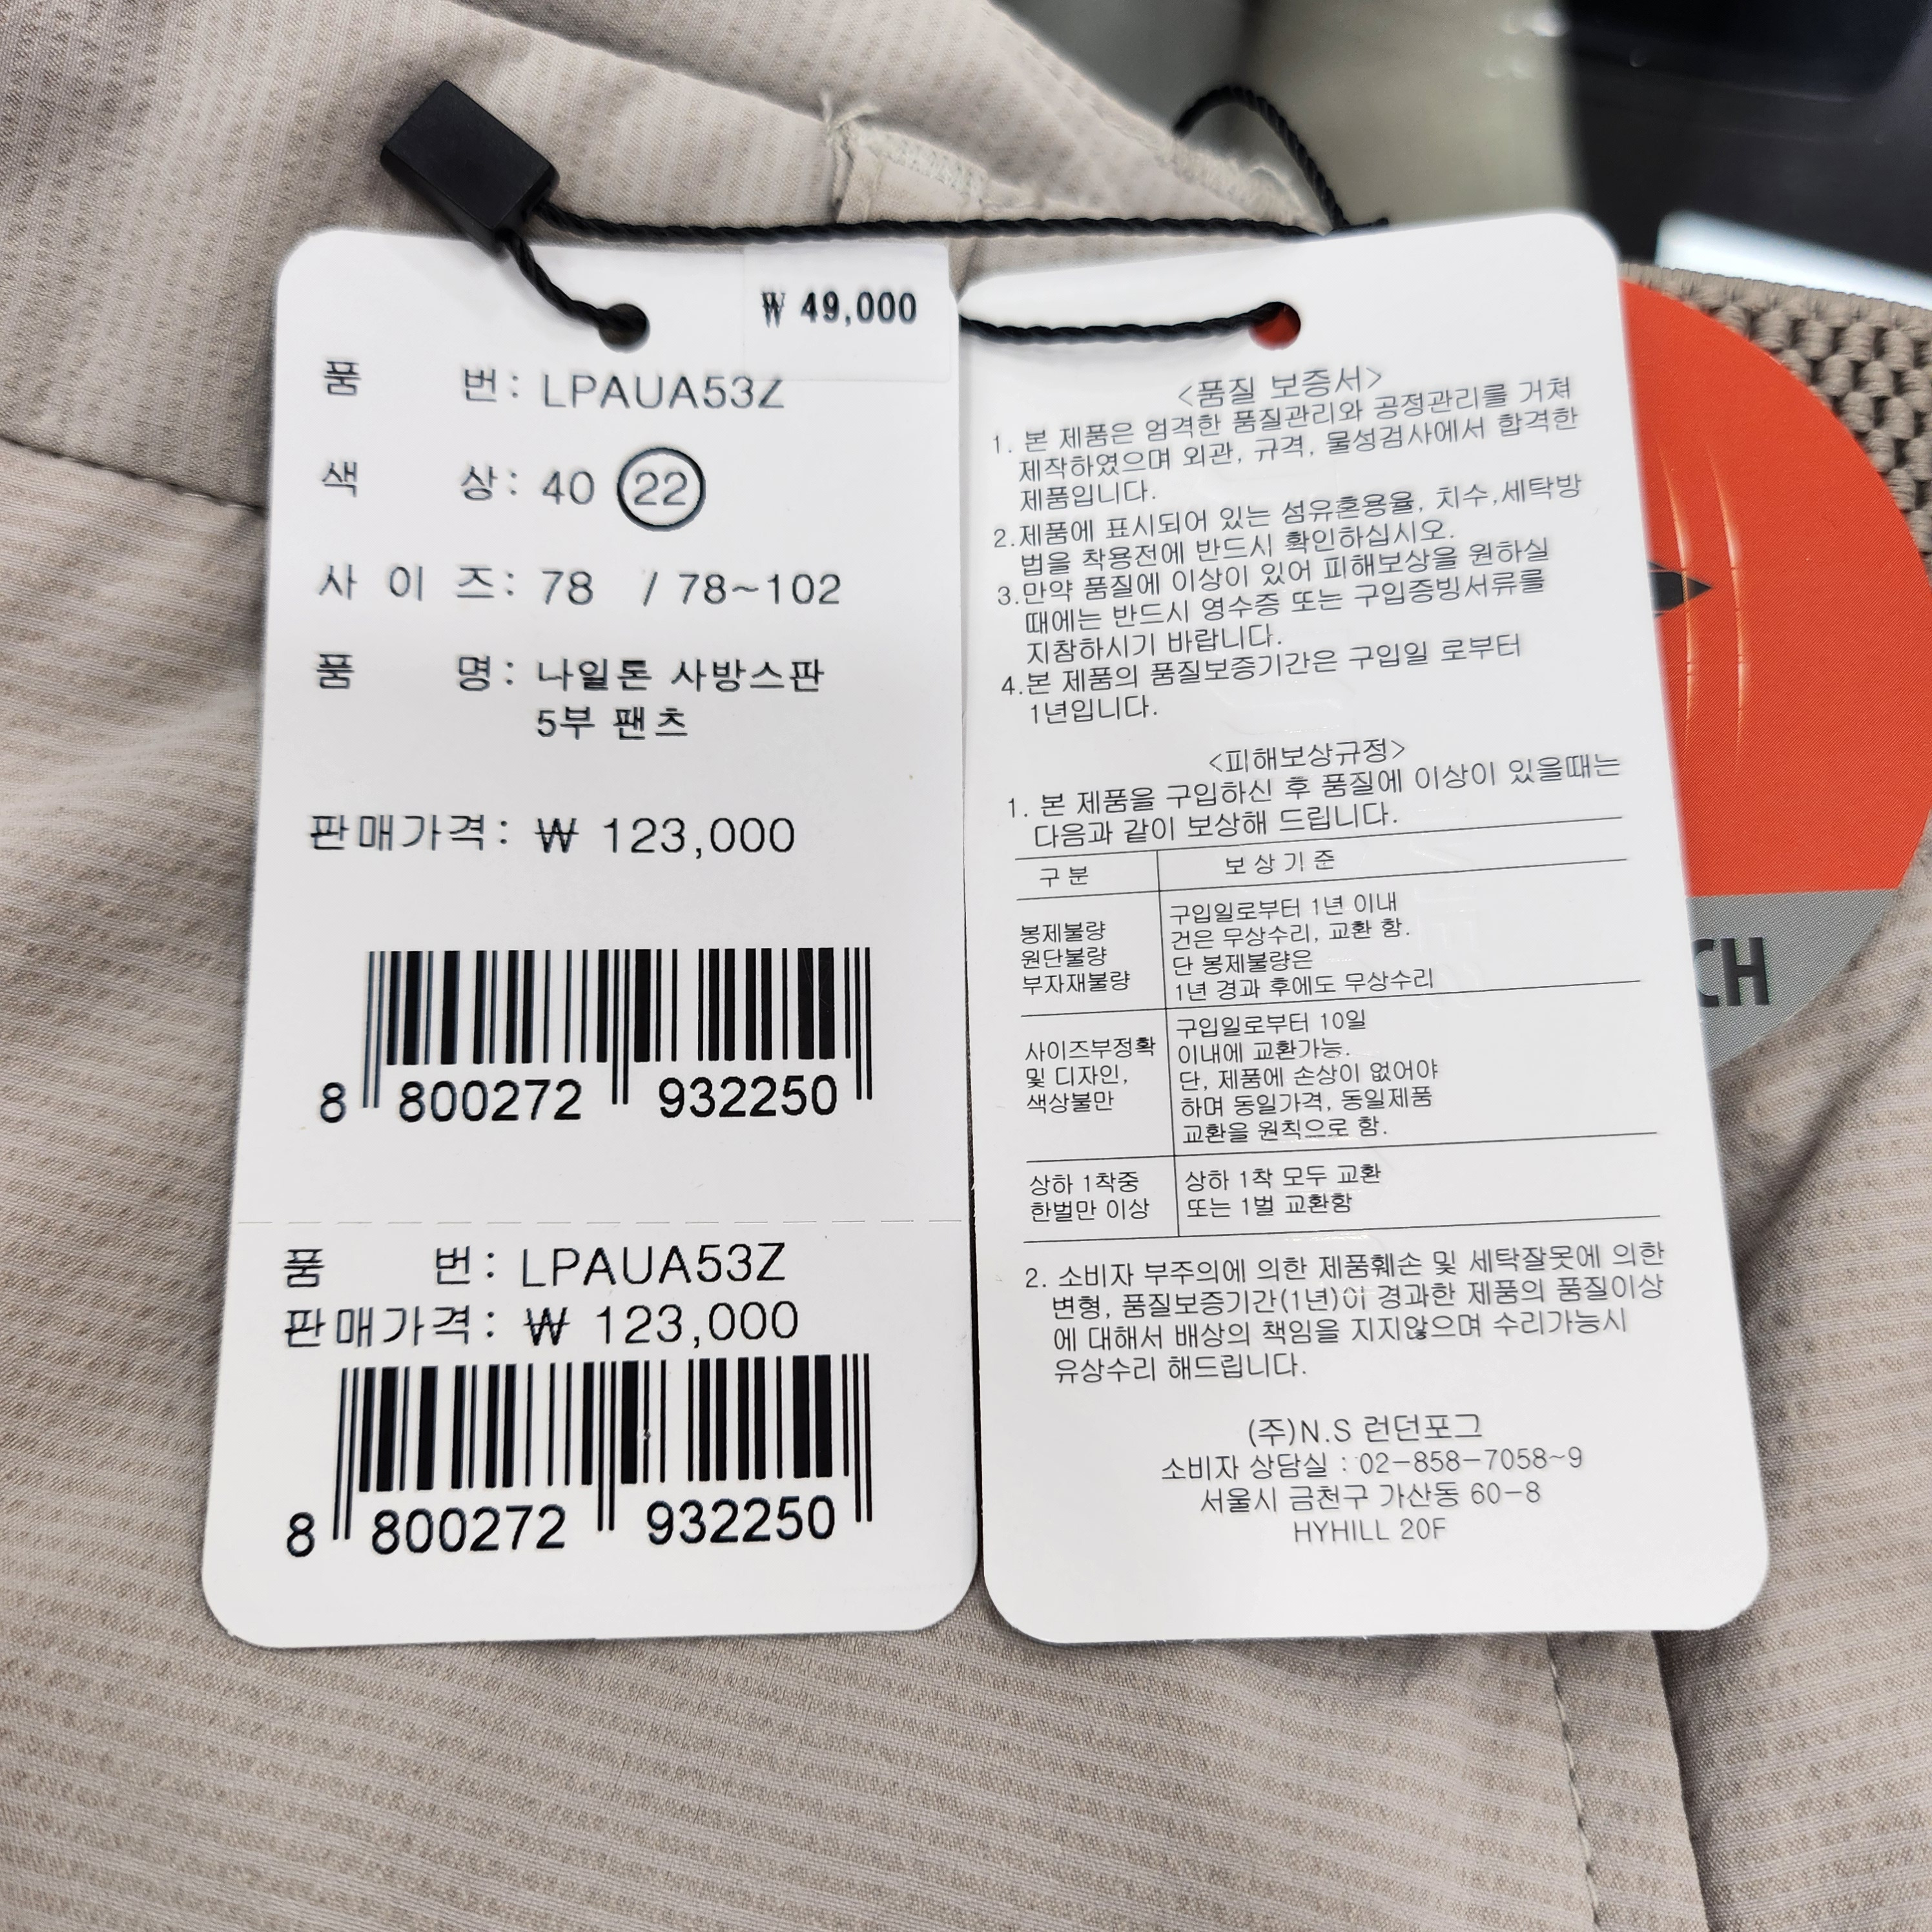 ₩ 49,000
품 번: LPAUA53Z
색 상: 40 22
사 이 즈: 78 / 78~102
품 명: 나일론 사방스판
5부 팬츠
판매가격: ₩ 123,000
8 800272 932250
품 번: LPAUA53Z
판매가격: ₩ 123,000
8 800272 932250
<품질 보증서>
1. 본 제품은 엄격한 품질관리와 공정관리를 거쳐
제작하였으며 외관, 규격, 물성검사에서 합격한
제품입니다.
2.제품에 표시되어 있는 섬유혼용율, 치수,세탁방
법을 착용전에 반드시 확인하십시오.
3.만약 품질에 이상이 있어 피해보상을 원하실
때에는 반드시 영수증 또는 구입증빙서류를
지참하시기 바랍니다.
4.본 제품의 품질보증기간은 구입일 로부터
1년입니다.
<피해보상규정>
1. 본 제품을 구입하신 후 품질에 이상이 있을때는
다음과 같이 보상해 드립니다.
구 분 보 상 기 준
봉제불량
원단불량
부자재불량
구입일로부터 1년 이내
건은 무상수리, 교환 함.
단 봉제불량은
1년 경과 후에도 무상수리
사이즈부정확
및 디자인,
색상불만
구입일로부터 10일
이내에 교환가능.
단, 제품에 손상이 없어야
하며 동일가격, 동일제품
교환을 원칙으로 함.
상하 1착중
한벌만 이상
상하 1착 모두 교환
또는 1벌 교환함
2. 소비자 부주의에 의한 제품훼손 및 세탁잘못에 의한
변형, 품질보증기간(1년)이 경과한 제품의 품질이상
에 대해서 배상의 책임을 지지않으며 수리가능시
유상수리 해드립니다.
(주)N.S 런던포그
소비자 상담실 : 02-858-7058~9
서울시 금천구 가산동 60-8
HYHILL 20F
CH